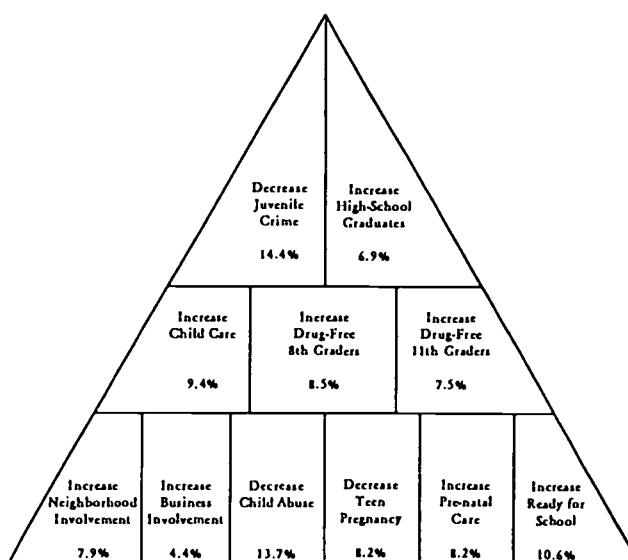 Decrease
Juvenile
Crime
14.4%
Increase
High-School
Graduates
6.9%
Increase
Child Care
9.4%
Increase
Drug-Free
8th Graders
8.5%
Increase
Drug-Free
11th Graders
7.5%
Increase
Neighborhood
Involvement
7.9%
Increase
Business
Involvement
4.4%
Decrease
Child Abuse
13.7%
Decrease
Teen
Pregnancy
8.2%
Increase
Pre-natal
Care
8.2%
Increase
Ready for
School
10.6%